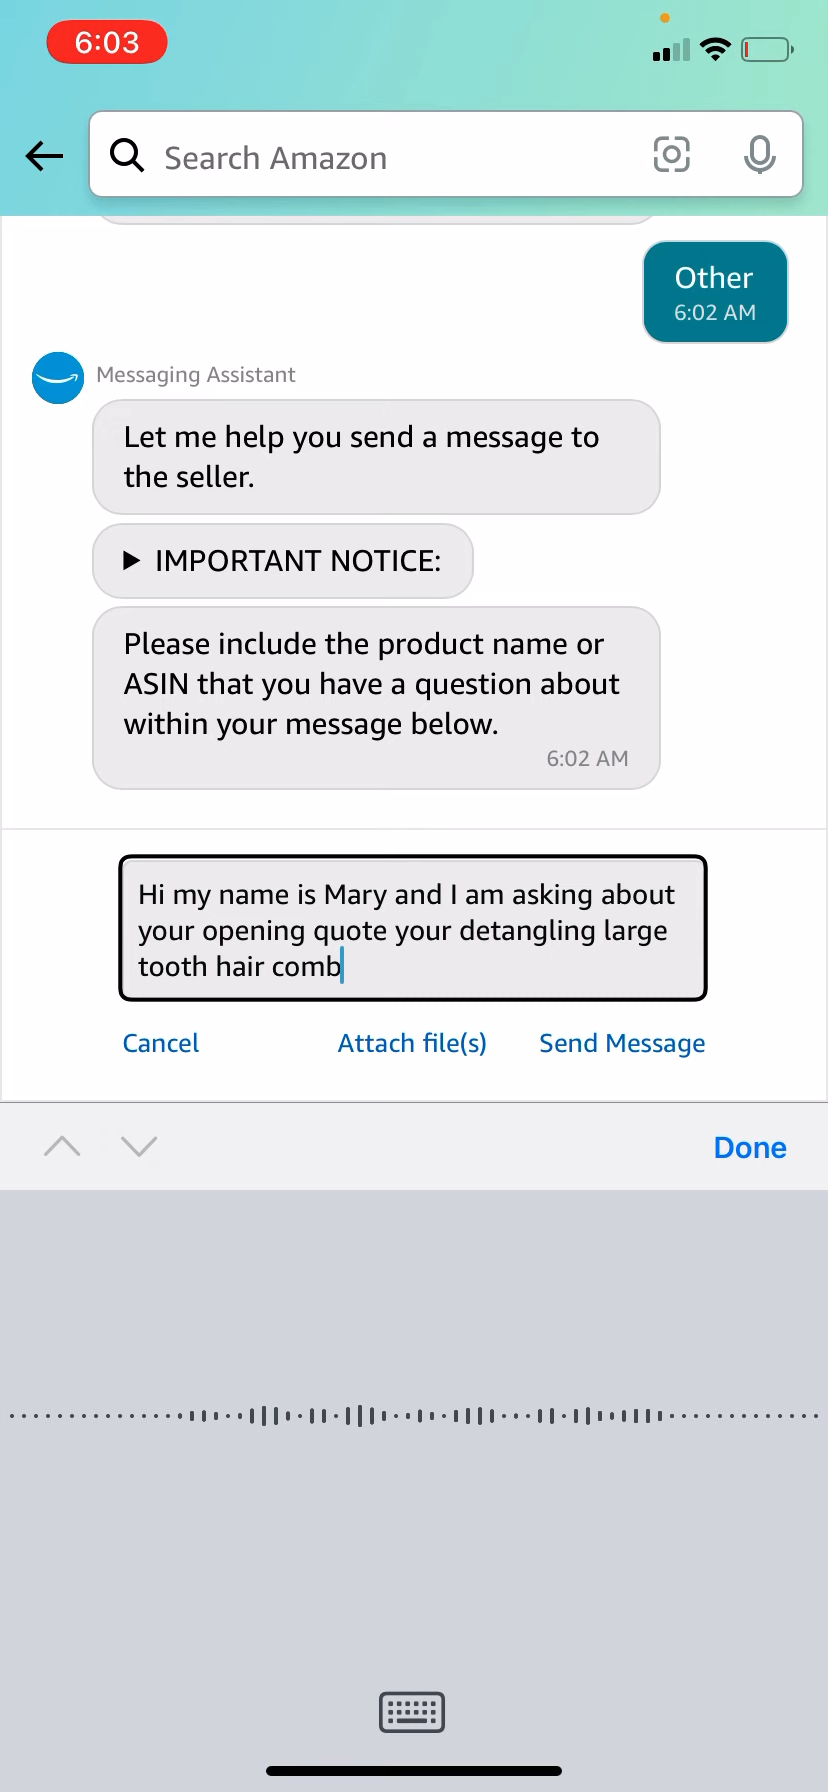 6:03
Search Amazon
Other
6:02 AM
Messaging Assistant
Let me help you send a message to
the seller.
▶ IMPORTANT NOTICE:
Please include the product name or
ASIN that you have a question about
within your message below.
6:02 AM
Hi my name is Mary and I am asking about
your opening quote your detangling large
tooth hair comb
Cancel Attach file(s) Send Message
Done